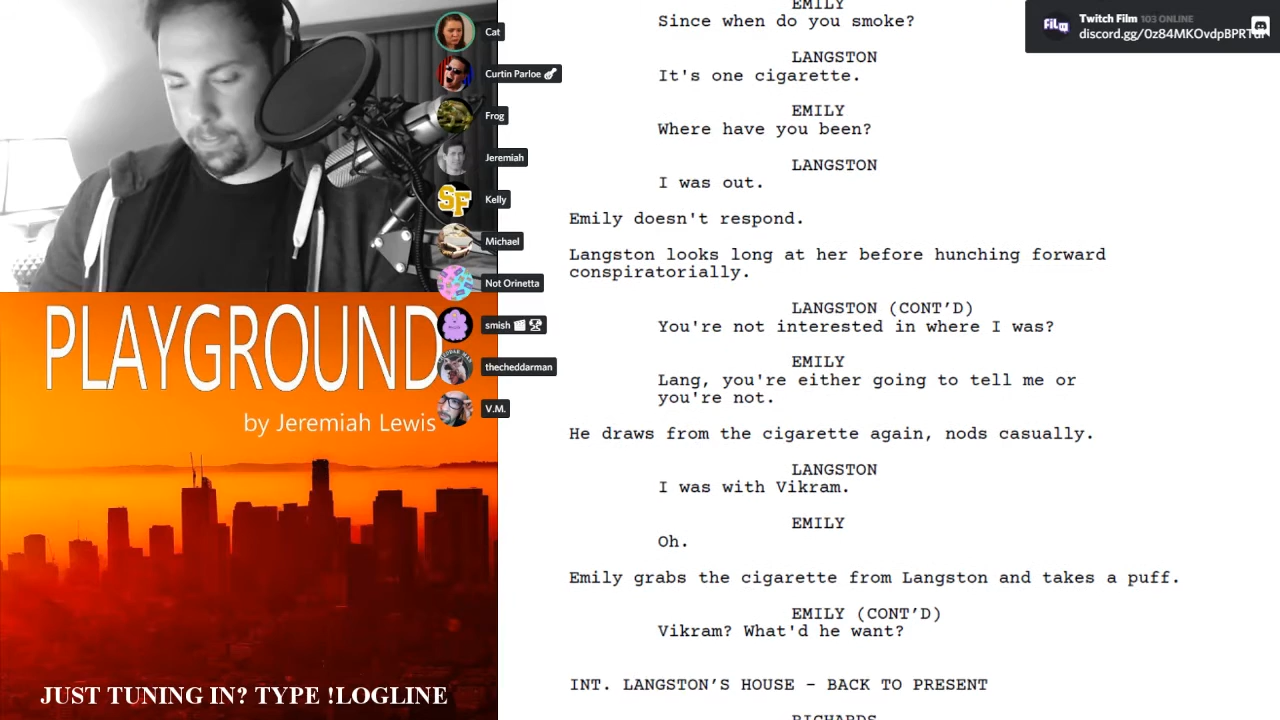 Cat
Curtin Parloe
Frog
Jeremiah
Kelly
SF
Michael
Not Orinetta
smish
thecheddarman
V.M.
PLAYGROUND
by Jeremiah Lewis
JUST TUNING IN? TYPE !LOGLINE
FiLm
Twitch Film 103 ONLINE
EMILY
Since when do you smoke?
LANGSTON
It's one cigarette.
EMILY
Where have you been?
LANGSTON
I was out.
Emily doesn't respond.
Langston looks long at her before hunching forward
conspiratorially.
LANGSTON (CONT’D)
You're not interested in where I was?
EMILY
Lang, you're either going to tell me or
you're not.
He draws from the cigarette again, nods casually.
LANGSTON
I was with Vikram.
EMILY
Oh.
Emily grabs the cigarette from Langston and takes a puff.
EMILY (CONT’D)
Vikram? What'd he want?
INT. LANGSTON’S HOUSE - BACK TO PRESENT
RICHARDS